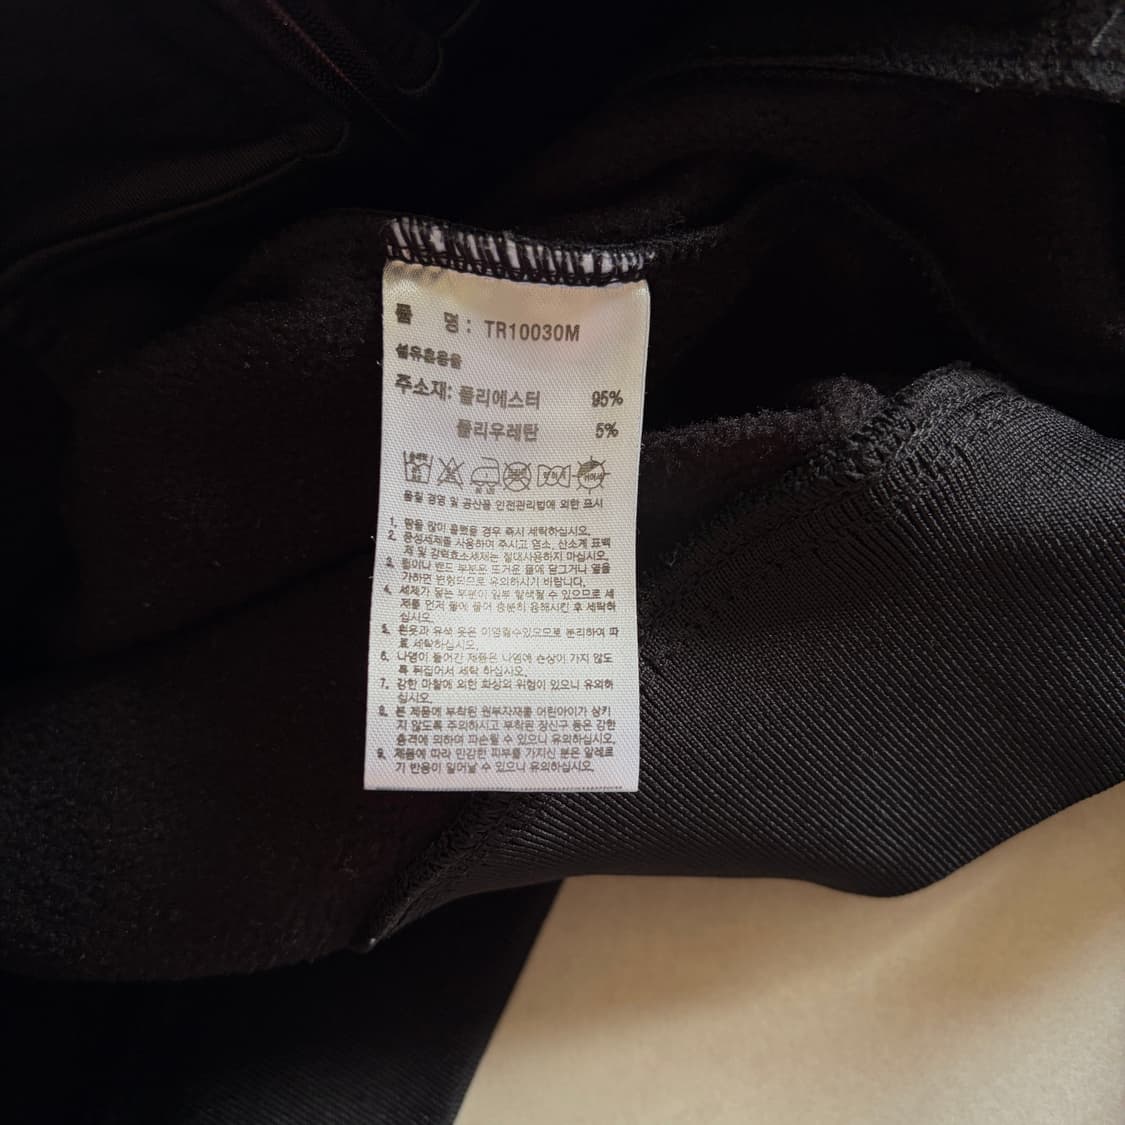 품 명 : TR10030M
섬유혼용율
주소재: 폴리에스터 95%
폴리우레탄 5%
품질 경영 및 공산품 안전관리법에 의한 표시
1. 땀을 많이 흘렸을 경우 즉시 세탁하십시오.
2. 중성세제를 사용하여 주시고 염소, 산소계 표백
제 및 강력효소세제는 절대사용하지 마십시오.
3. 힙이나 밴드 부분은 뜨거운 물에 담그거나 열을
가하면 변형되므로 유의하시기 바랍니다.
4. 세제가 닿는 부분이 일부 탈색될 수 있으므로 세
제를 먼저 물에 풀어 충분히 용해시킨 후 세탁하
십시오.
5. 흰옷과 유색 옷은 이염될수있으므로 분리하여 따
로 세탁하십시오.
6. 나염이 들어간 제품은 나염에 손상이 가지 않도
록 뒤집어서 세탁 하십시오.
7. 강한 마찰에 의한 화상의 위험이 있으니 유의하
십시오.
8. 본 제품에 부착된 원부자재를 어린아이가 삼키
지 않도록 주의하시고 부착된 장신구 등은 강한
충격에 의하여 파손될 수 있으니 유의하십시오.
9. 제품에 따라 민감한 피부를 가지신 분은 알레르
기 반응이 일어날 수 있으니 유의하십시오.